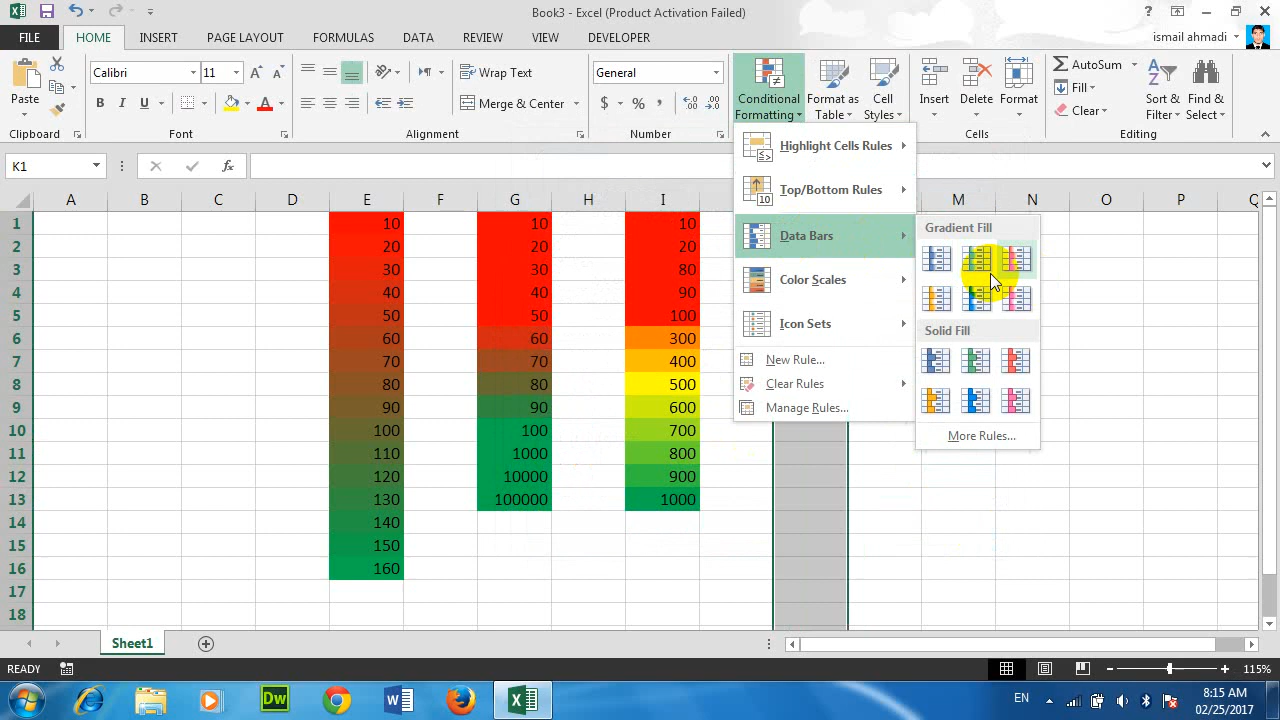 Book3 - Excel (Product Activation Failed)
FILE HOME INSERT PAGE LAYOUT FORMULAS DATA REVIEW VIEW DEVELOPER ismail ahmadi
Paste
Calibri 11
B I U A
Wrap Text
Merge & Center
General
$ % ,
Conditional Formatting
Format as Table
Cell Styles
Insert Delete Format
AutoSum
Fill
Clear
Sort & Filter
Find & Select
Clipboard Font Alignment Number Cells Editing
K1 fx
Highlight Cells Rules
Top/Bottom Rules
Data Bars
Color Scales
Icon Sets
New Rule...
Clear Rules
Manage Rules...
Gradient Fill
Solid Fill
More Rules...
A B C D E F G H I M N O P Q
1 10 10 10
2 20 20 20
3 30 30 80
4 40 40 90
5 50 50 100
6 60 60 300
7 70 70 400
8 80 80 500
9 90 90 600
10 100 100 700
11 110 1000 800
12 120 10000 900
13 130 100000 1000
14 140
15 150
16 160
17
18
Sheet1
READY 115%
Dw
EN
8:15 AM
02/25/2017